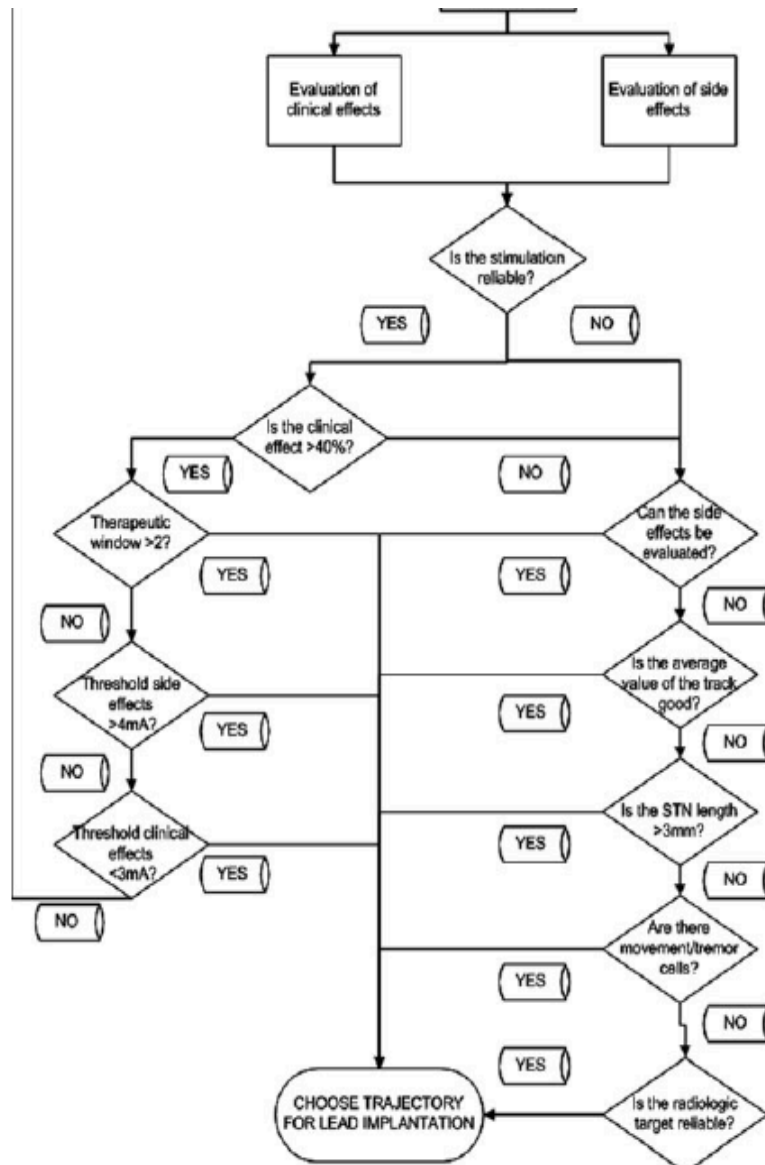 Evaluation of
clinical effects
Evaluation of side
effects
Is the stimulation
reliable?
YES
NO
Is the clinical
effect >40%?
YES
NO
Therapeutic
window >2?
Can the side
effects be
evaluated?
YES
YES
NO
NO
Threshold side
effects
>4mA?
Is the average
value of the track
good?
YES
YES
NO
NO
Threshold clinical
effects
<3mA?
Is the STN length
>3mm?
YES
YES
NO
NO
Are there
movement/tremor
cells?
YES
NO
YES
CHOOSE TRAJECTORY
FOR LEAD IMPLANTATION
Is the radiologic
target reliable?